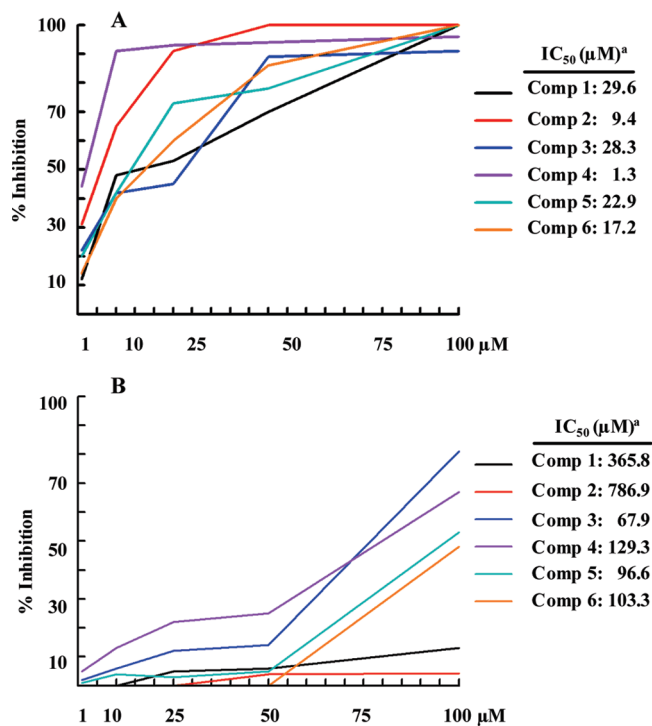 A
100
70
50
30
10
% Inhibition
1 10 25 50 75 100 µM
IC50 (µM)ᵃ
Comp 1: 29.6
Comp 2: 9.4
Comp 3: 28.3
Comp 4: 1.3
Comp 5: 22.9
Comp 6: 17.2
B
100
70
50
30
10
% Inhibition
1 10 25 50 75 100 µM
IC50 (µM)ᵃ
Comp 1: 365.8
Comp 2: 786.9
Comp 3: 67.9
Comp 4: 129.3
Comp 5: 96.6
Comp 6: 103.3